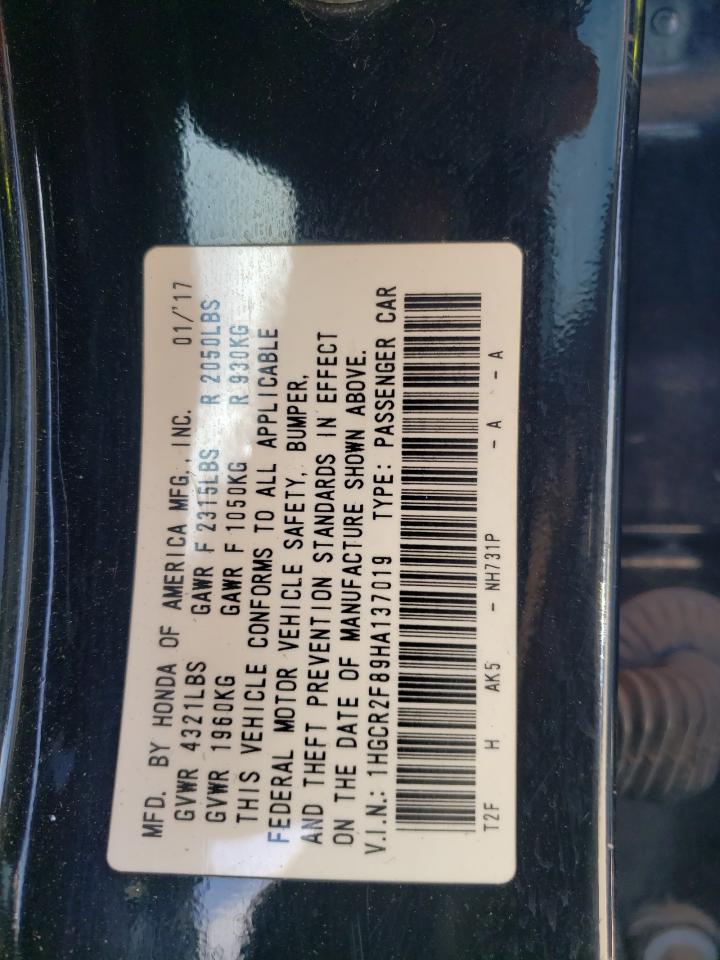 MFD. BY HONDA OF AMERICA MFG., INC. 01/'17
GVWR 4321LBS GAWR F 2315LBS R 2050LBS
GVWR 1960KG GAWR F 1050KG R 930KG
THIS VEHICLE CONFORMS TO ALL APPLICABLE
FEDERAL MOTOR VEHICLE SAFETY, BUMPER,
AND THEFT PREVENTION STANDARDS IN EFFECT
ON THE DATE OF MANUFACTURE SHOWN ABOVE.
V.I.N.: 1HGCR2F89HA137019 TYPE: PASSENGER CAR
T2F H AK5 - NH731P - A - A